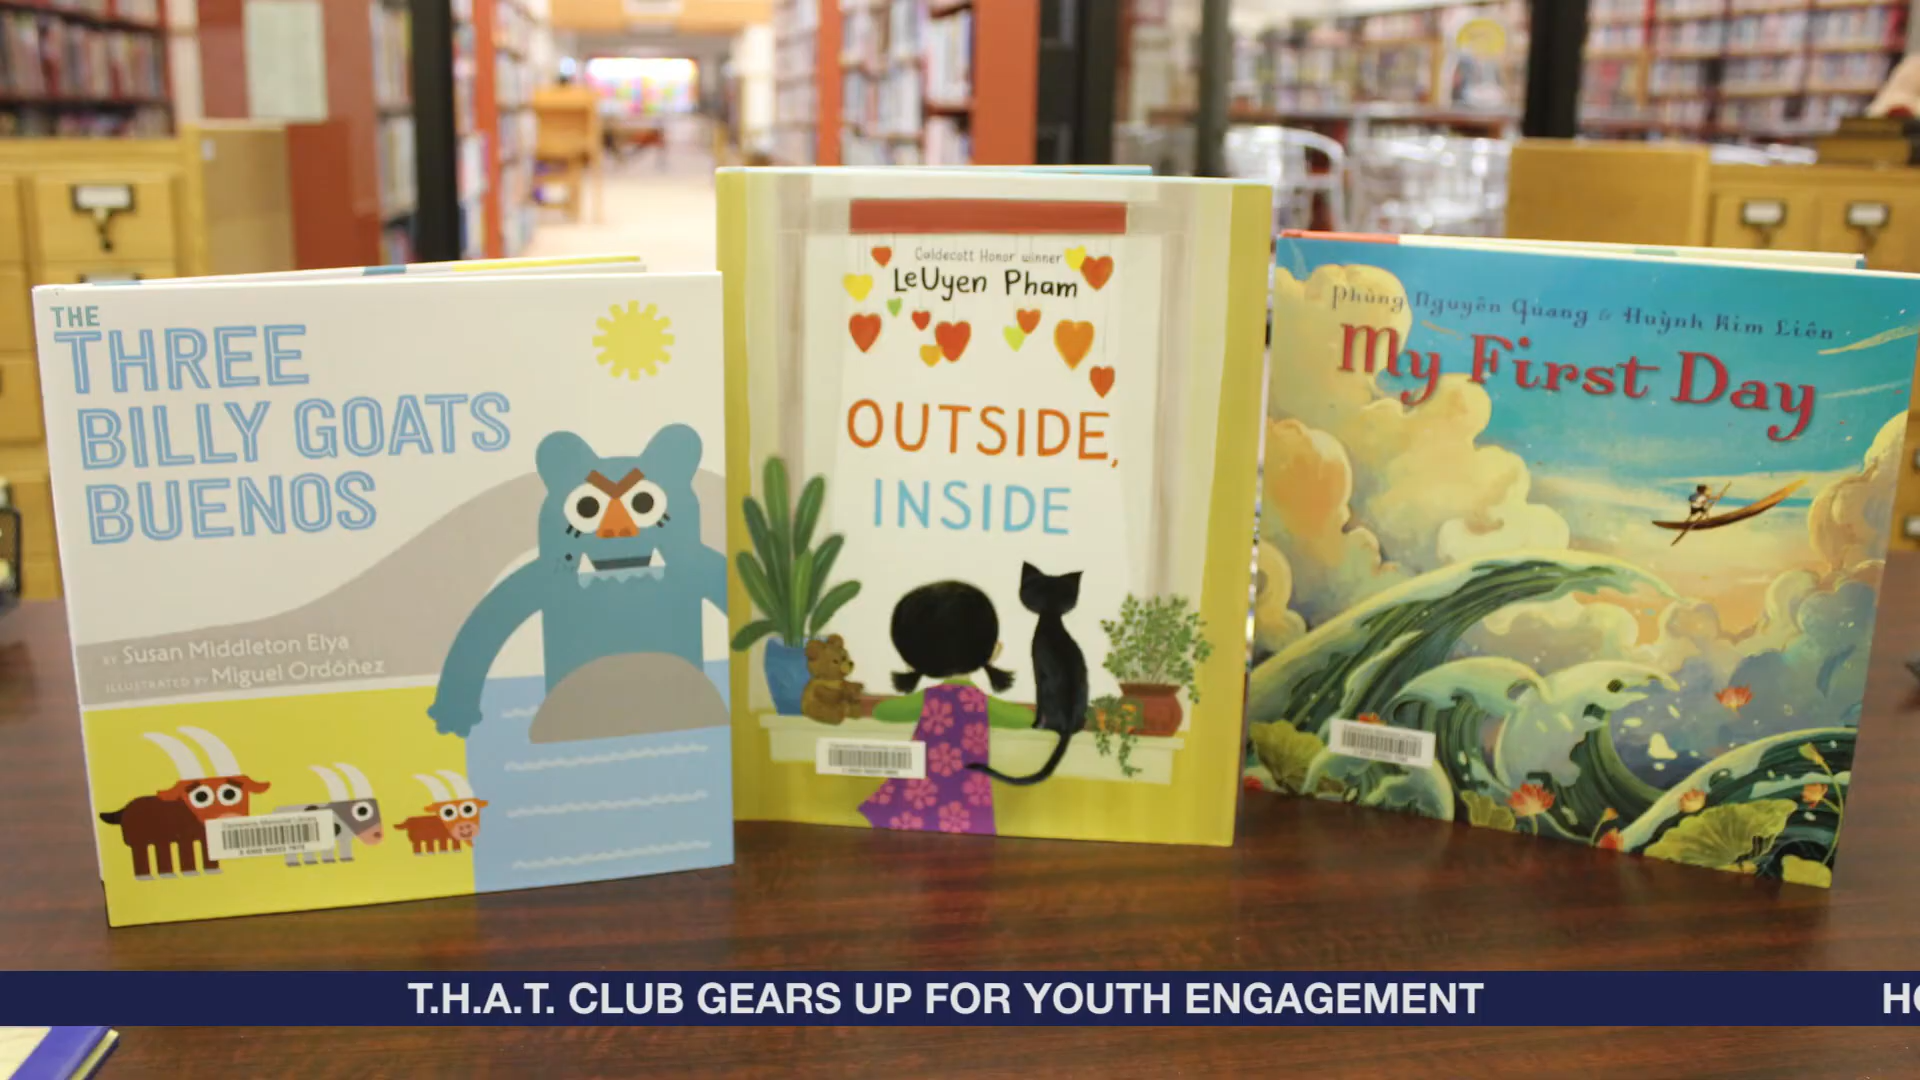 THE
THREE
BILLY GOATS
BUENOS
BY Susan Middleton Elya
ILLUSTRATED BY Miguel Ordóñez
Caldecott Honor winner
LeUyen Pham
OUTSIDE,
INSIDE
Phùng Nguyên Quang & Huỳnh Kim Liên
My First Day
T.H.A.T. CLUB GEARS UP FOR YOUTH ENGAGEMENT